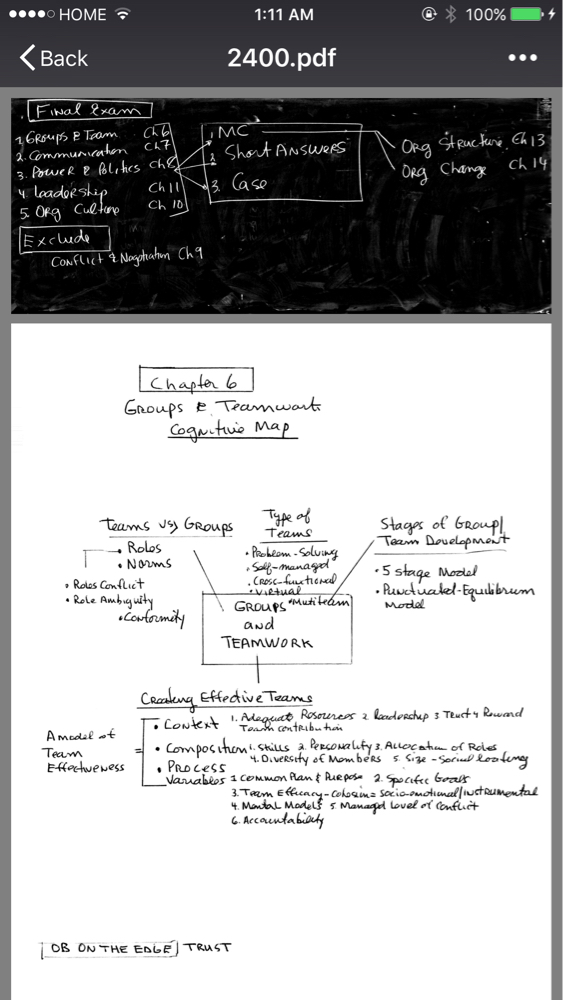 HOME 1:11 AM 100%
Back 2400.pdf
Final Exam
1. Groups & Team Ch 6
2. Communication Ch 7
3. Power & Politics Ch 8
4. Leadership Ch 11
5. Org Culture Ch 10
1. MC
2. Short ANSWERS
3. Case
Org Structure Ch 13
Org Change Ch 14
Exclude
Conflict & Negotiation Ch 9
Chapter 6
Groups & Teamwork
Cognitive Map
Teams vs Groups
• Roles
• Norms
• Roles Conflict
• Role Ambiguity
• Conformity
Type of
Teams
• Problem-Solving
• Self-managed
• Cross-functional
• Virtual
• Mutiteam
Stages of Group/
Team Development
• 5 Stage Model
• Punctuated-Equilibrum
Model
GROUPS
and
TEAMWORK
Creating Effective Teams
A model of
Team
Effectiveness
=
• Context 1. Adequate Resources 2 Leadership 3 Trust 4 Reward
Team contribution
• Composition 1. Skills 2. Personality 3. Allocation of Roles
4. Diversity of Members 5. Size - Social loafing
• Process
Variables 1 Common Plan & Purpose 2. Specific Goals
3. Team Efficacy - Cohesion = Socio-emotional/Instrumental
4. Mental Models 5 Managed Level of Conflict
6. Accountability
OB ON THE EDGE TRUST